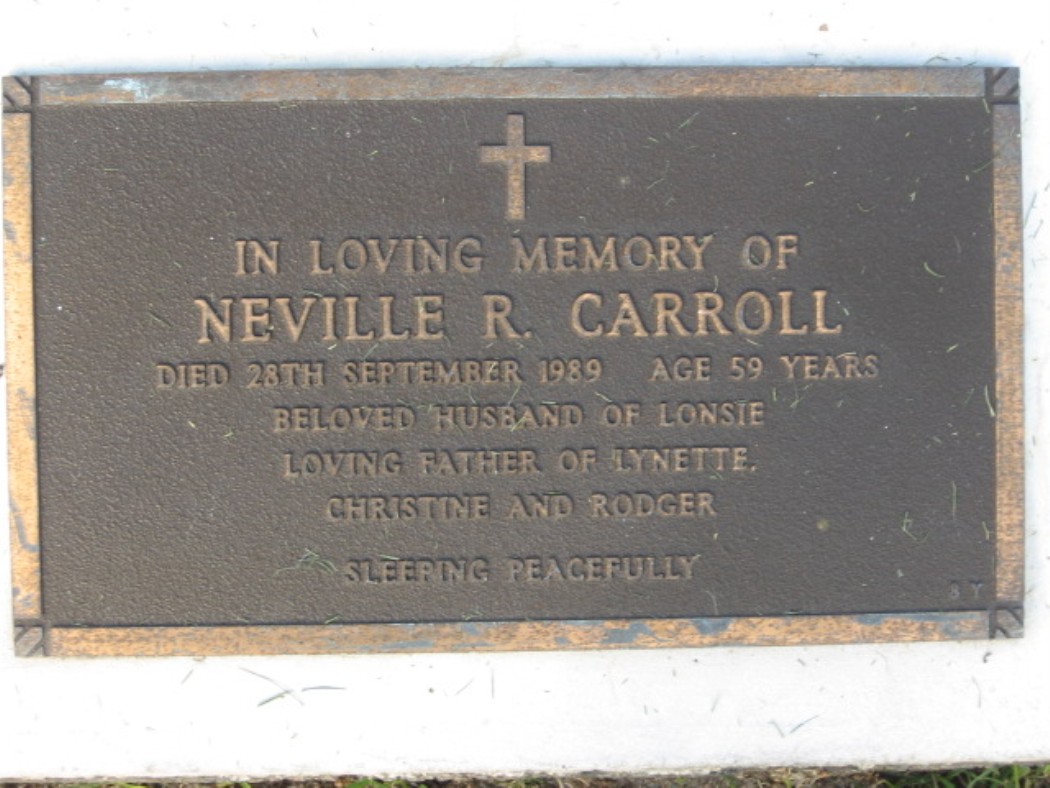 IN LOVING MEMORY OF
NEVILLE R. CARROLL
DIED 28TH SEPTEMBER 1989 AGE 59 YEARS
BELOVED HUSBAND OF LONSIE
LOVING FATHER OF LYNETTE,
CHRISTINE AND RODGER
SLEEPING PEACEFULLY